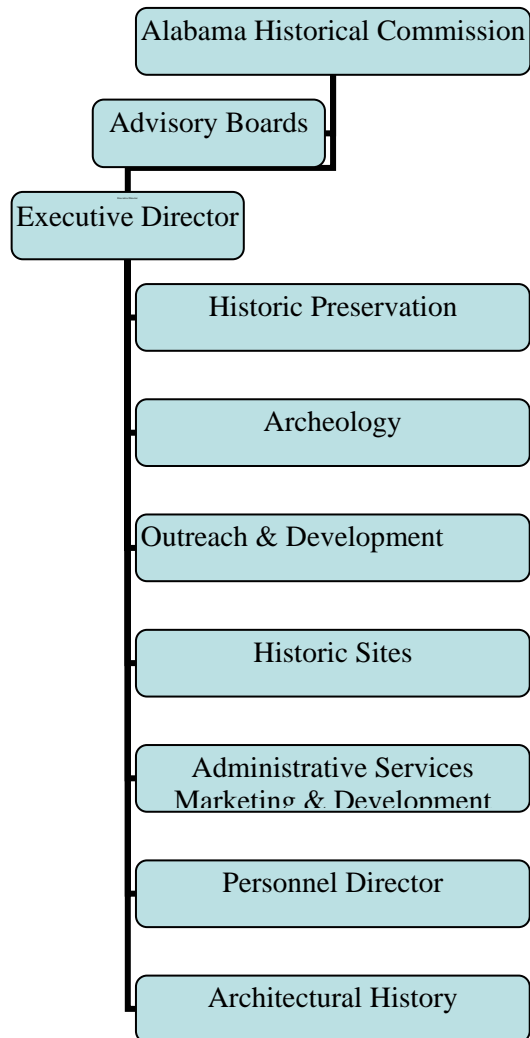 Alabama Historical Commission
Advisory Boards
Executive Director
Historic Preservation
Archeology
Outreach & Development
Historic Sites
Administrative Services
Marketing & Development
Personnel Director
Architectural History